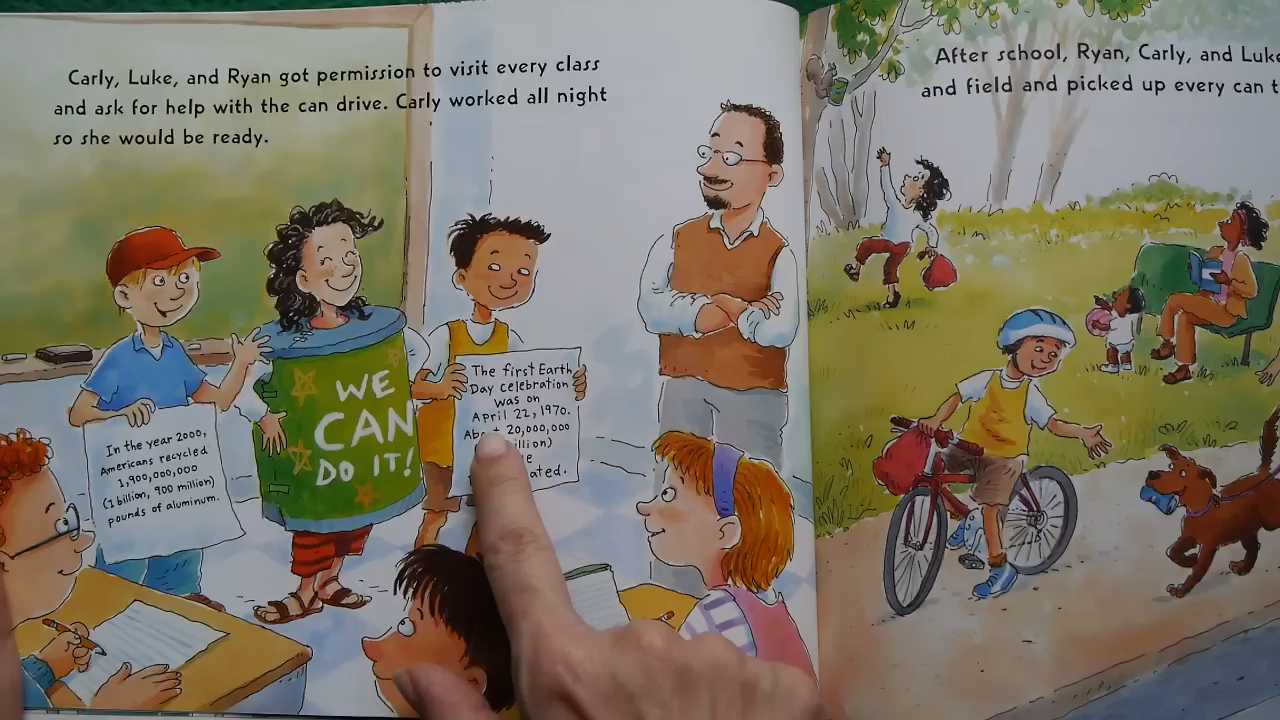 Carly, Luke, and Ryan got permission to visit every class
and ask for help with the can drive. Carly worked all night
so she would be ready.
In the year 2000,
Americans recycled
1,900,000,000
(1 billion, 900 million)
pounds of aluminum.
WE
CAN
DO IT!
The first Earth
Day celebration
was on
April 22, 1970.
20,000,000
After school, Ryan, Carly, and Luke
and field and picked up every can